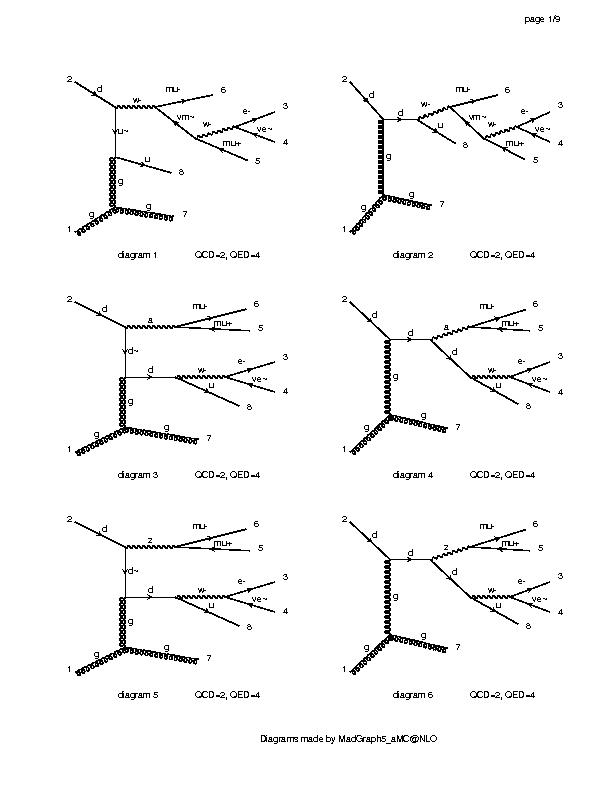 page 1/9
2
d
w-
mu-
6
e-
3
vm~
w-
ve~
4
mu+
5
u~
u
8
g
g
g
7
1
diagram 1 QCD=2, QED=4
2
d
d
w-
mu-
6
e-
3
vm~
w-
ve~
4
mu+
5
u
8
g
g
g
7
1
diagram 2 QCD=2, QED=4
2
d
a
mu-
6
mu+
5
d~
d
w-
e-
3
ve~
4
u
8
g
g
g
7
1
diagram 3 QCD=2, QED=4
2
d
d
a
mu-
6
mu+
5
d
w-
e-
3
ve~
4
u
8
g
g
g
7
1
diagram 4 QCD=2, QED=4
2
d
z
mu-
6
mu+
5
d~
d
w-
e-
3
ve~
4
u
8
g
g
g
7
1
diagram 5 QCD=2, QED=4
2
d
d
z
mu-
6
mu+
5
d
w-
e-
3
ve~
4
u
8
g
g
g
7
1
diagram 6 QCD=2, QED=4
Diagrams made by MadGraph5_aMC@NLO